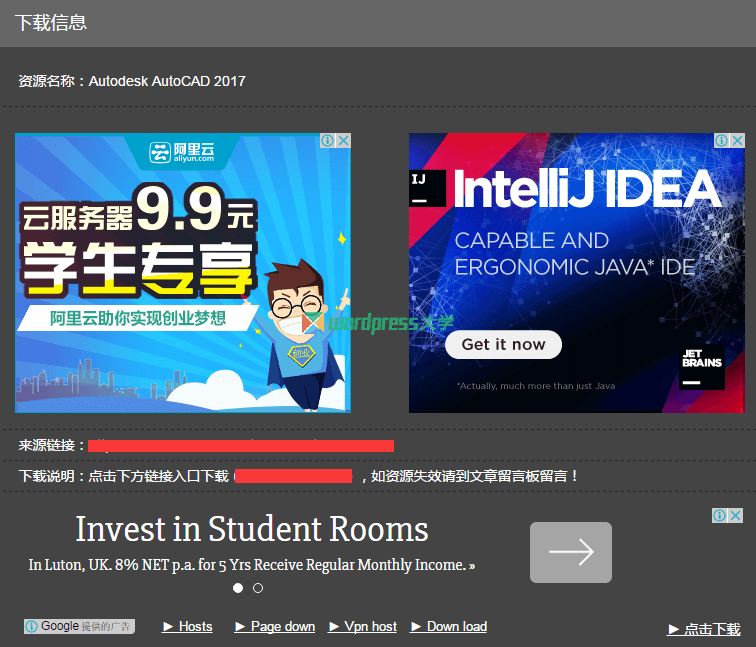 下载信息
资源名称：Autodesk AutoCAD 2017
阿里云
aliyun.com
云服务器9.9元
学生专享
阿里云助你实现创业梦想
创业
wordpress大学
IJ
IntelliJ IDEA
CAPABLE AND
ERGONOMIC JAVA* IDE
Get it now
JET
BRAINS
*Actually, much more than just Java
来源链接：
下载说明：点击下方链接入口下载（ ，如资源失效请到文章留言板留言！
Invest in Student Rooms
In Luton, UK. 8% NET p.a. for 5 Yrs Receive Regular Monthly Income. »
Google 提供的广告
► Hosts ► Page down ► Vpn host ► Down load
► 点击下载